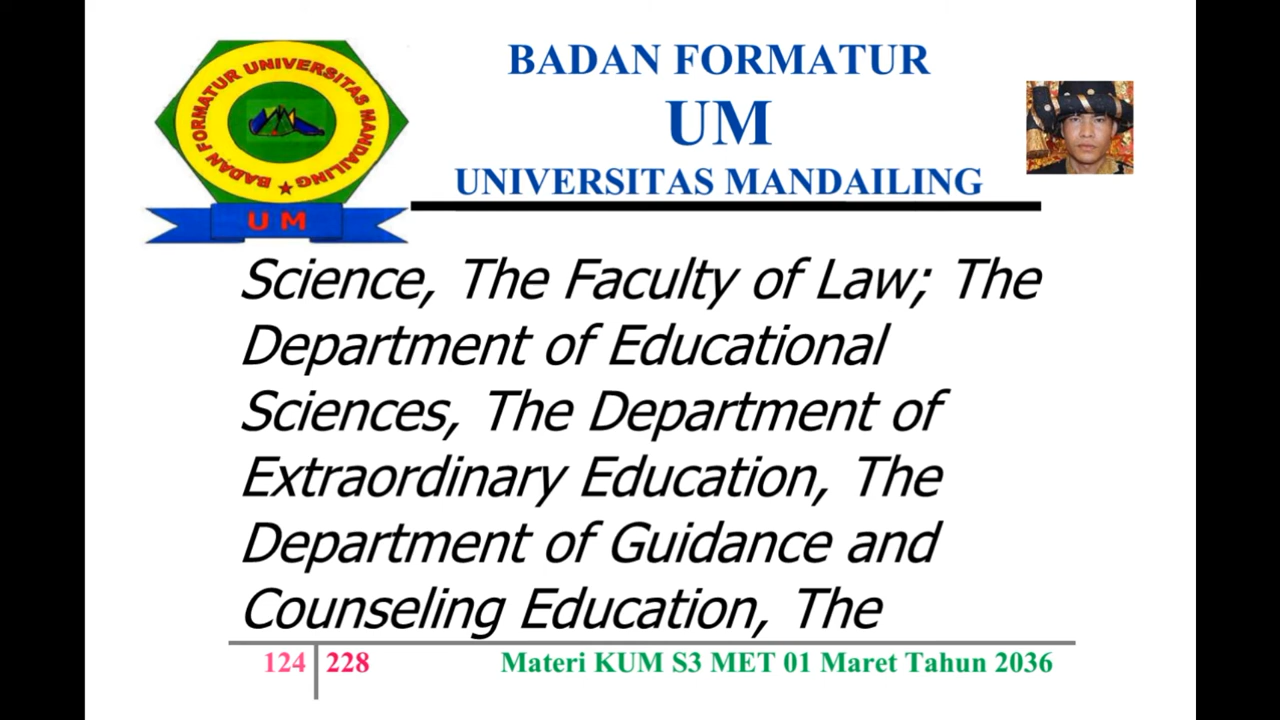 BADAN FORMATUR UNIVERSITAS MANDAILING
UM
BADAN FORMATUR
UM
UNIVERSITAS MANDAILING
Science, The Faculty of Law; The
Department of Educational
Sciences, The Department of
Extraordinary Education, The
Department of Guidance and
Counseling Education, The
124 228 Materi KUM S3 MET 01 Maret Tahun 2036